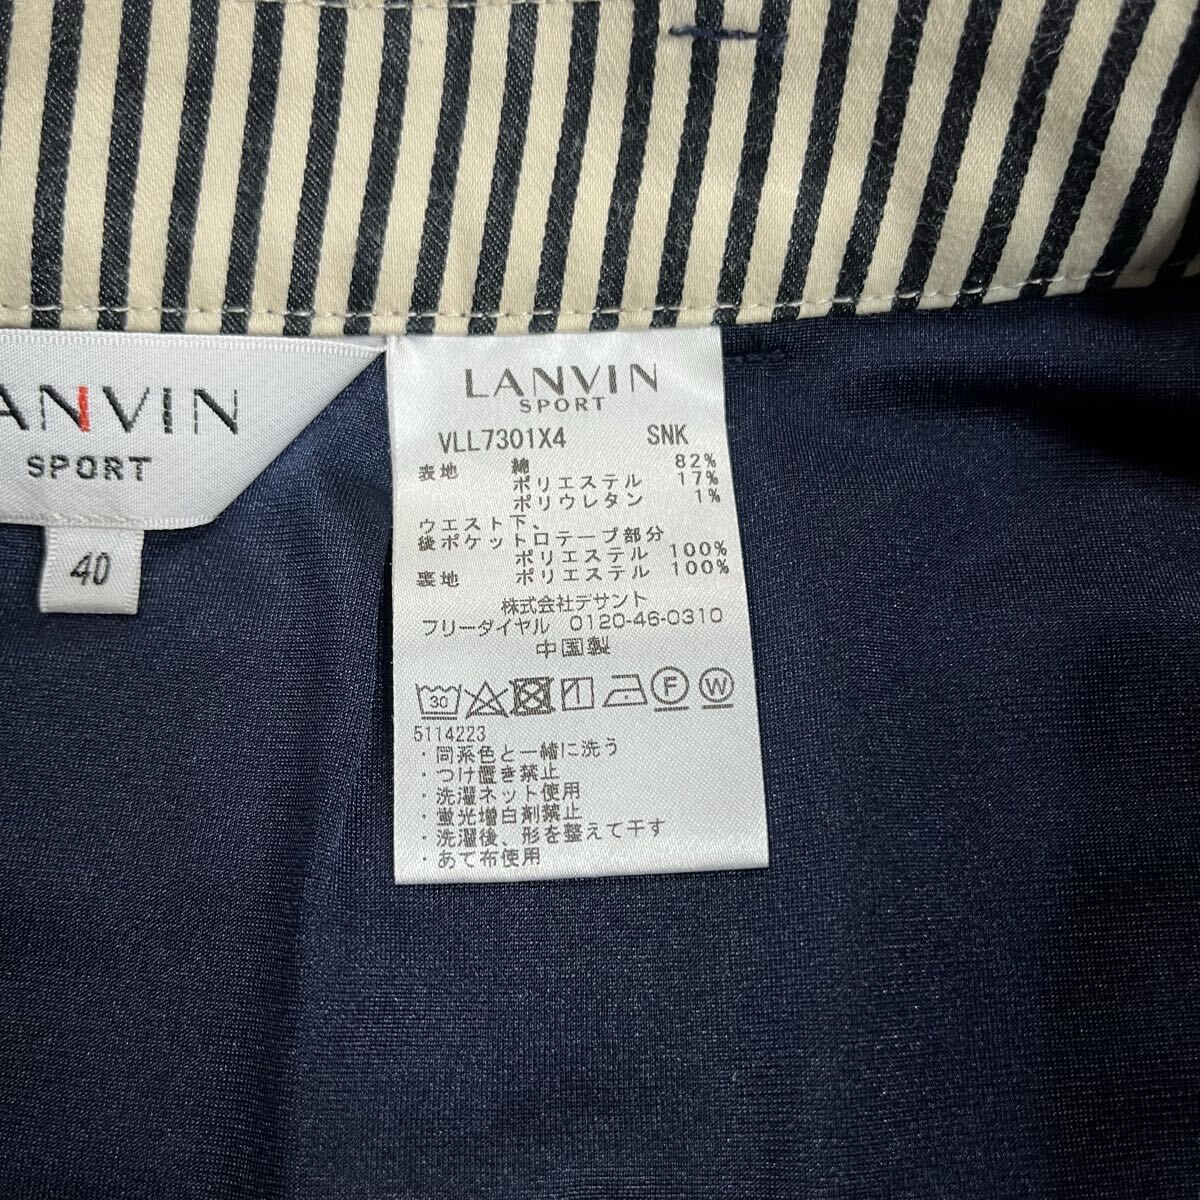 ANVIN
SPORT
40
LANVIN
SPORT
VLL7301X4 SNK
表地 綿 82%
ポリエステル 17%
ポリウレタン 1%
ウエスト下、
後ポケット口テープ部分
ポリエステル 100%
裏地 ポリエステル 100%
株式会社デサント
フリーダイヤル 0120-46-0310
中国製
30 F W
5114223
・同系色と一緒に洗う
・つけ置き禁止
・洗濯ネット使用
・蛍光増白剤禁止
・洗濯後、形を整えて干す
・あて布使用